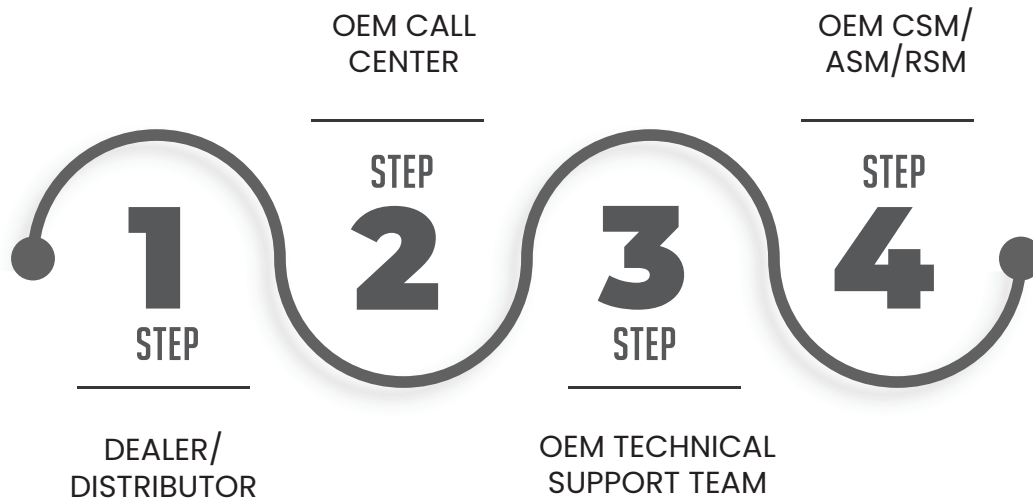 1
STEP
DEALER/
DISTRIBUTOR
OEM CALL
CENTER
STEP
2
3
STEP
OEM TECHNICAL
SUPPORT TEAM
OEM CSM/
ASM/RSM
STEP
4